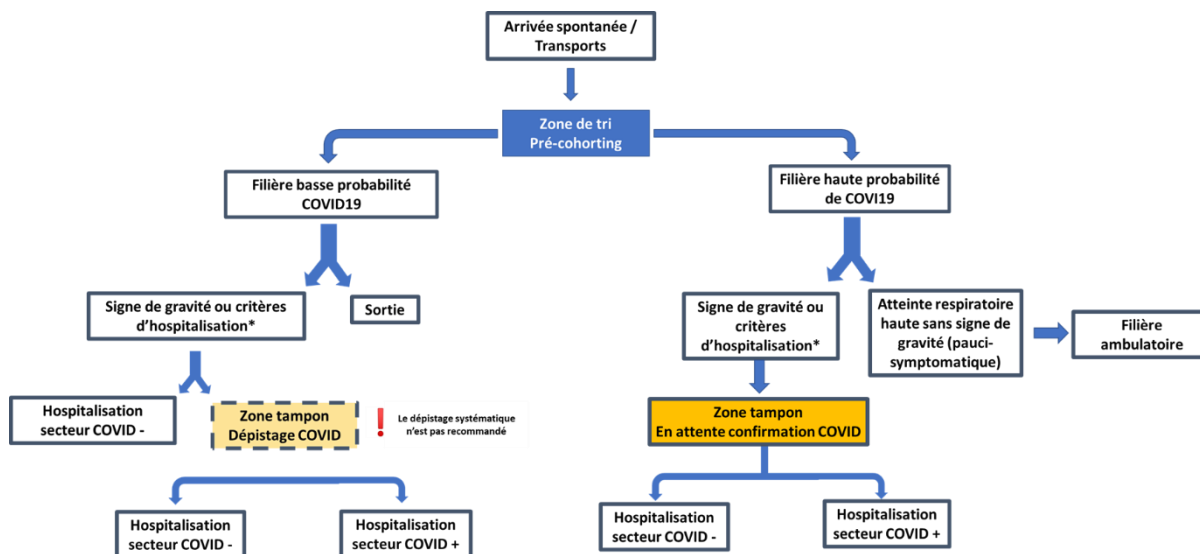 Arrivée spontanée /
Transports
Zone de tri
Pré-cohorting
Filière basse probabilité
COVID19
Filière haute probabilité
de COVI19
Signe de gravité ou critères
d'hospitalisation*
Sortie
Signe de gravité ou
critères
d'hospitalisation*
Atteinte respiratoire
haute sans signe de
gravité (pauci-
symptomatique)
Filière
ambulatoire
Hospitalisation
secteur COVID -
Zone tampon
Dépistage COVID
❗ Le dépistage systématique
n'est pas recommandé
Zone tampon
En attente confirmation COVID
Hospitalisation
secteur COVID -
Hospitalisation
secteur COVID +
Hospitalisation
secteur COVID -
Hospitalisation
secteur COVID +